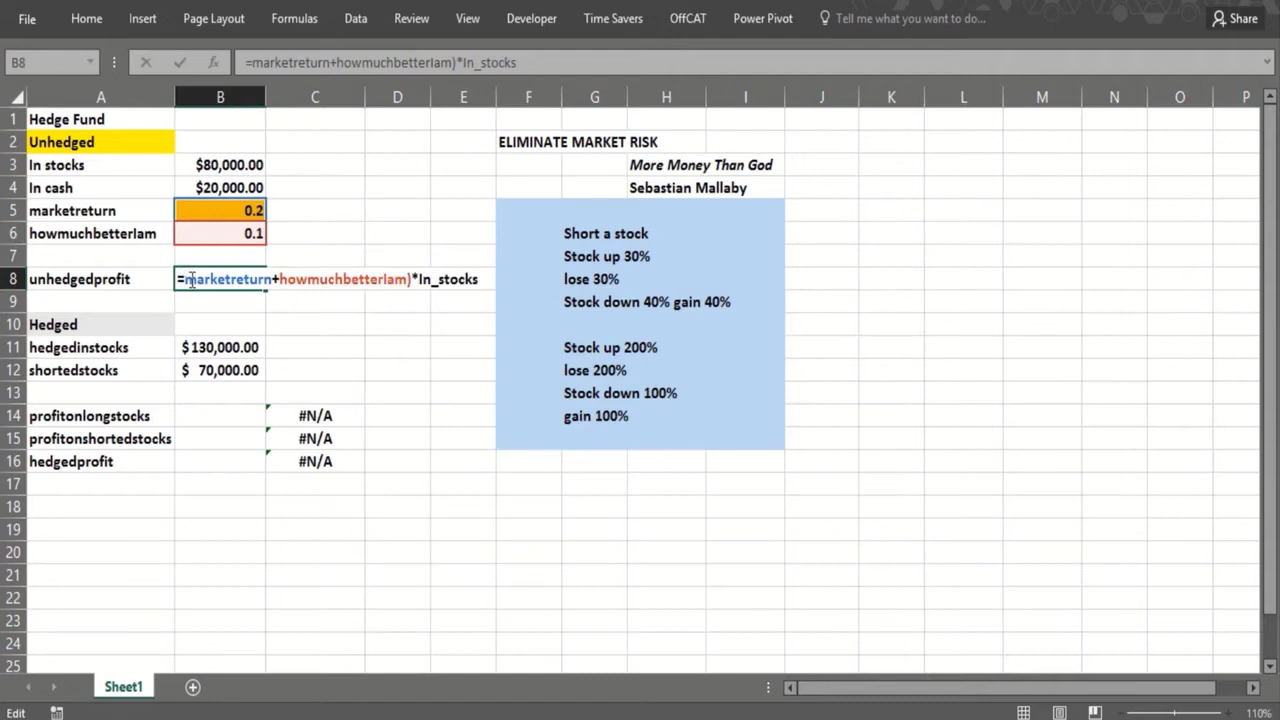 File Home Insert Page Layout Formulas Data Review View Developer Time Savers OffCAT Power Pivot Tell me what you want to do... Share
B8 fx =marketreturn+howmuchbetterIam)*In_stocks
A B C D E F G H I J K L M N O P
1 Hedge Fund
2 Unhedged ELIMINATE MARKET RISK
3 In stocks $80,000.00 More Money Than God
4 In cash $20,000.00 Sebastian Mallaby
5 marketreturn 0.2
6 howmuchbetterIam 0.1 Short a stock
7 Stock up 30%
8 unhedgedprofit =marketreturn+howmuchbetterIam)*In_stocks lose 30%
9 Stock down 40% gain 40%
10 Hedged
11 hedgedinstocks $130,000.00 Stock up 200%
12 shortedstocks $ 70,000.00 lose 200%
13 Stock down 100%
14 profitonlongstocks #N/A gain 100%
15 profitonshortedstocks #N/A
16 hedgedprofit #N/A
17
18
19
20
21
22
23
24
25
Sheet1
Edit 110%